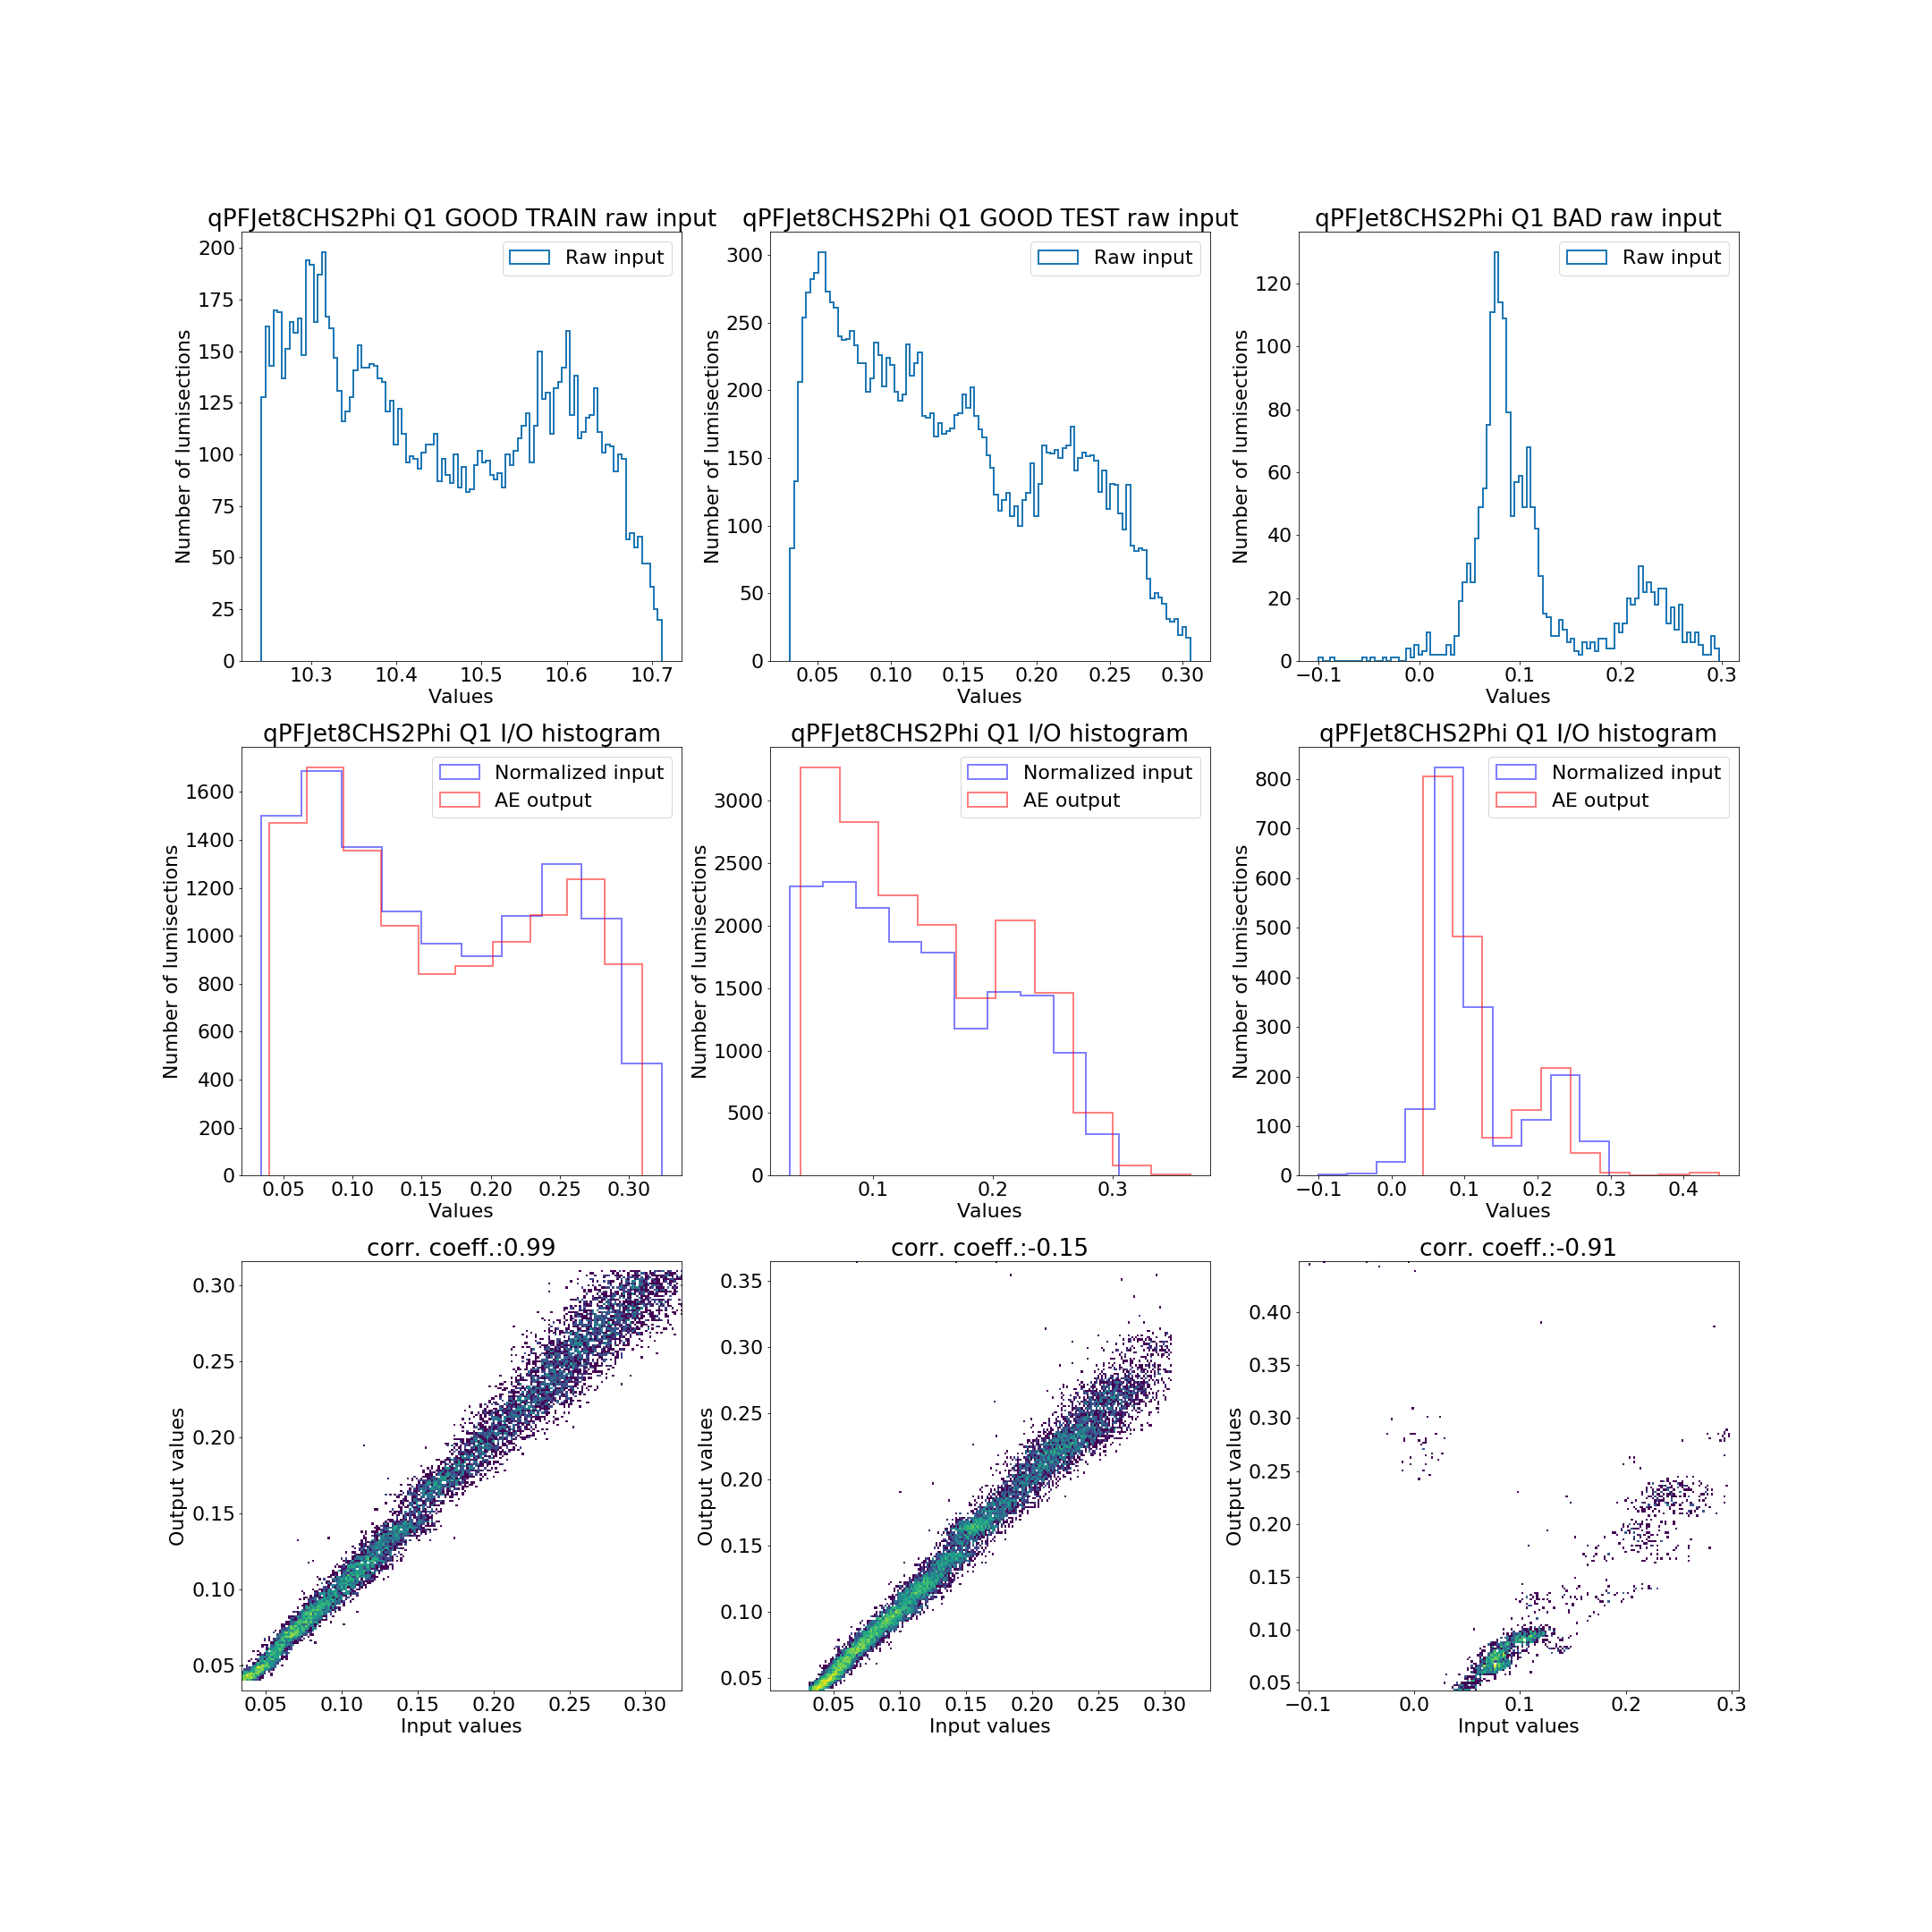 qPFJet8CHS2Phi Q1 GOOD TRAIN raw input
Number of lumisections
200
175
150
125
100
75
50
25
0
Raw input
10.3 10.4 10.5 10.6 10.7
Values
qPFJet8CHS2Phi Q1 GOOD TEST raw input
Number of lumisections
300
250
200
150
100
50
0
Raw input
0.05 0.10 0.15 0.20 0.25 0.30
Values
qPFJet8CHS2Phi Q1 BAD raw input
Number of lumisections
120
100
80
60
40
20
0
Raw input
−0.1 0.0 0.1 0.2 0.3
Values
qPFJet8CHS2Phi Q1 I/O histogram
Number of lumisections
1600
1400
1200
1000
800
600
400
200
0
Normalized input
AE output
0.05 0.10 0.15 0.20 0.25 0.30
Values
qPFJet8CHS2Phi Q1 I/O histogram
Number of lumisections
3000
2500
2000
1500
1000
500
0
Normalized input
AE output
0.1 0.2 0.3
Values
qPFJet8CHS2Phi Q1 I/O histogram
Number of lumisections
800
700
600
500
400
300
200
100
0
Normalized input
AE output
−0.1 0.0 0.1 0.2 0.3 0.4
Values
corr. coeff.:0.99
Output values
0.30
0.25
0.20
0.15
0.10
0.05
0.05 0.10 0.15 0.20 0.25 0.30
Input values
corr. coeff.:-0.15
Output values
0.35
0.30
0.25
0.20
0.15
0.10
0.05
0.05 0.10 0.15 0.20 0.25 0.30
Input values
corr. coeff.:-0.91
Output values
0.40
0.35
0.30
0.25
0.20
0.15
0.10
0.05
−0.1 0.0 0.1 0.2 0.3
Input values